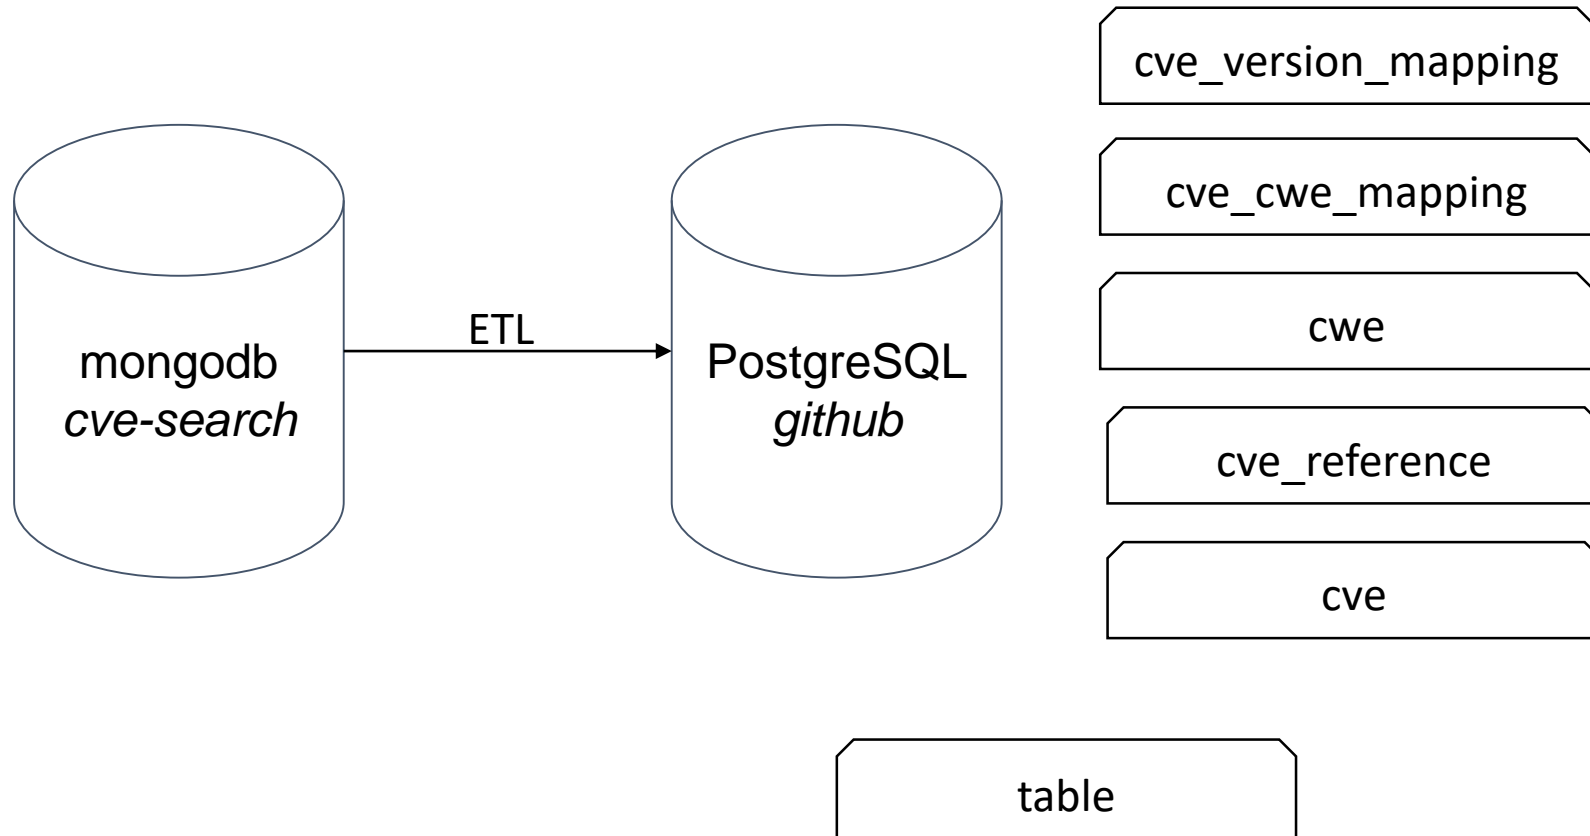 cve_version_mapping
cve_cwe_mapping
cwe
cve_reference
cve
mongodb
cve-search
ETL
PostgreSQL
github
table